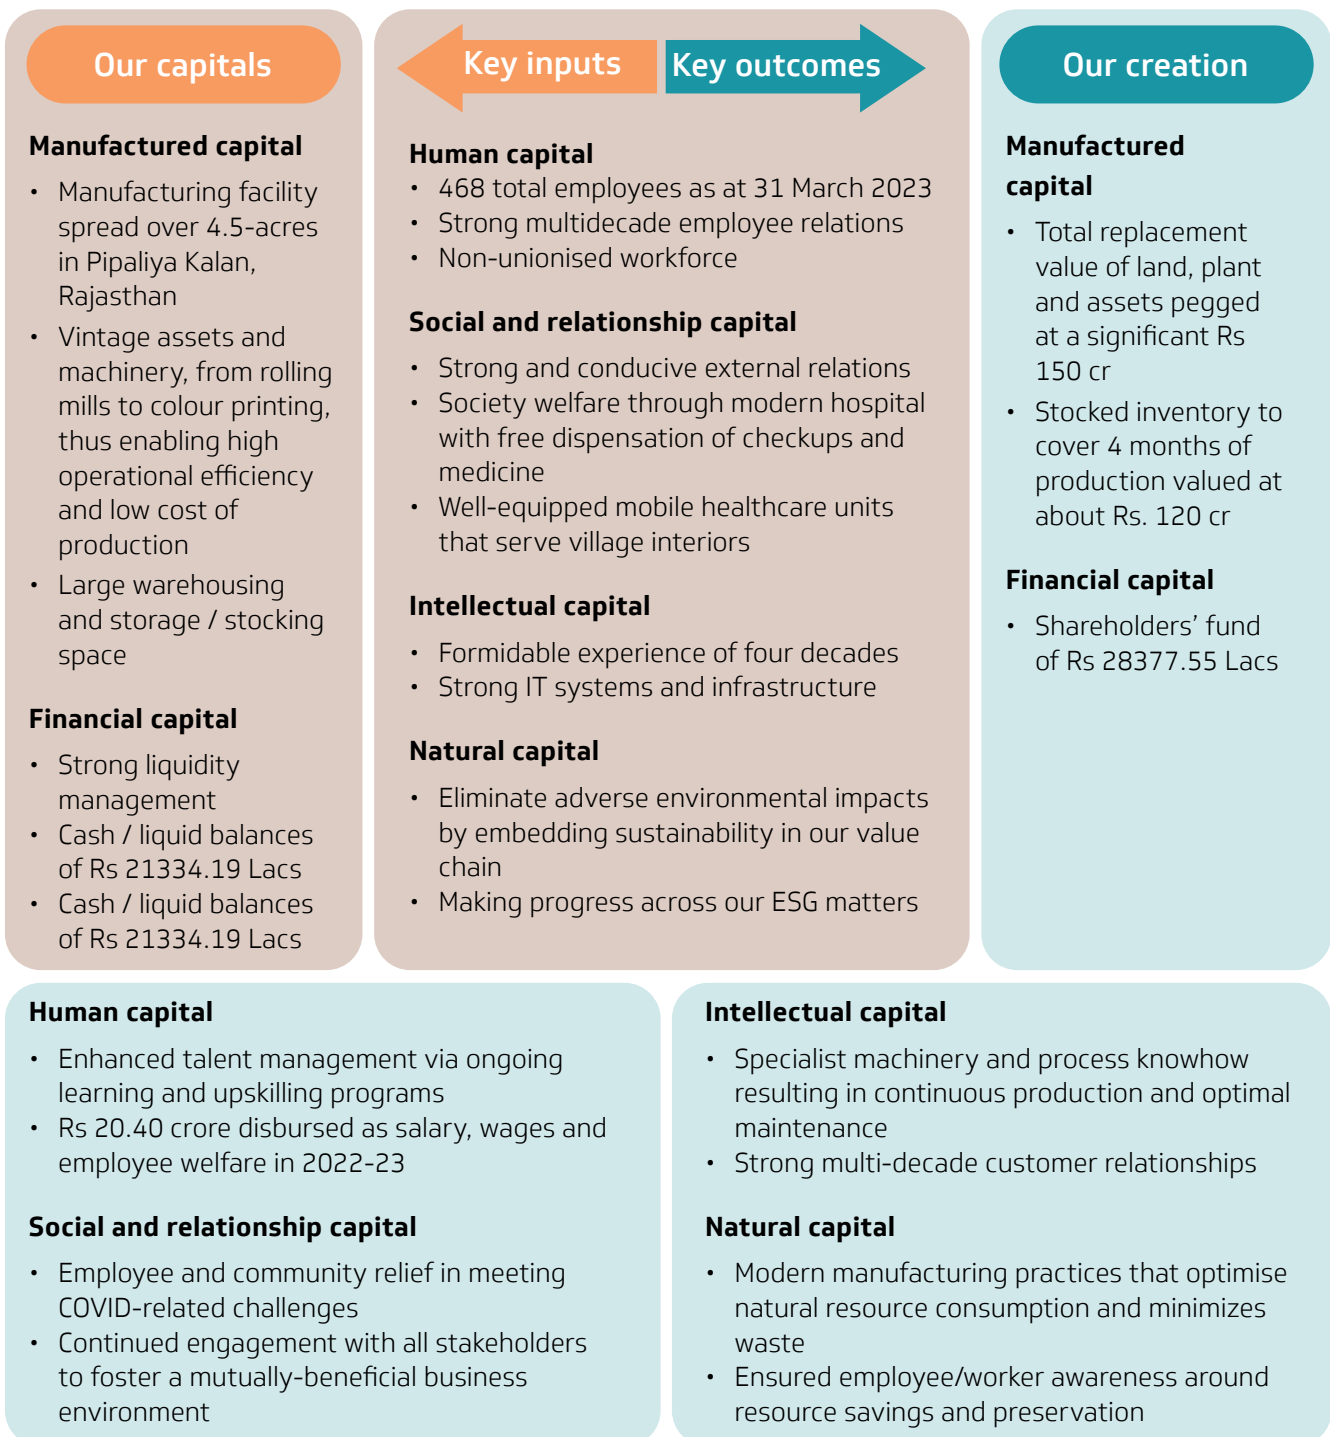 Our capitals
Manufactured capital
• Manufacturing facility
spread over 4.5-acres
in Pipaliya Kalan,
Rajasthan
• Vintage assets and
machinery, from rolling
mills to colour printing,
thus enabling high
operational efficiency
and low cost of
production
• Large warehousing
and storage / stocking
space
Financial capital
• Strong liquidity
management
• Cash / liquid balances
of Rs 21334.19 Lacs
• Cash / liquid balances
of Rs 21334.19 Lacs
Key inputs
Key outcomes
Human capital
• 468 total employees as at 31 March 2023
• Strong multidecade employee relations
• Non-unionised workforce
Social and relationship capital
• Strong and conducive external relations
• Society welfare through modern hospital
with free dispensation of checkups and
medicine
• Well-equipped mobile healthcare units
that serve village interiors
Intellectual capital
• Formidable experience of four decades
• Strong IT systems and infrastructure
Natural capital
• Eliminate adverse environmental impacts
by embedding sustainability in our value
chain
• Making progress across our ESG matters
Our creation
Manufactured
capital
• Total replacement
value of land, plant
and assets pegged
at a significant Rs
150 cr
• Stocked inventory to
cover 4 months of
production valued at
about Rs. 120 cr
Financial capital
• Shareholders’ fund
of Rs 28377.55 Lacs
Human capital
• Enhanced talent management via ongoing
learning and upskilling programs
• Rs 20.40 crore disbursed as salary, wages and
employee welfare in 2022-23
Social and relationship capital
• Employee and community relief in meeting
COVID-related challenges
• Continued engagement with all stakeholders
to foster a mutually-beneficial business
environment
Intellectual capital
• Specialist machinery and process knowhow
resulting in continuous production and optimal
maintenance
• Strong multi-decade customer relationships
Natural capital
• Modern manufacturing practices that optimise
natural resource consumption and minimizes
waste
• Ensured employee/worker awareness around
resource savings and preservation